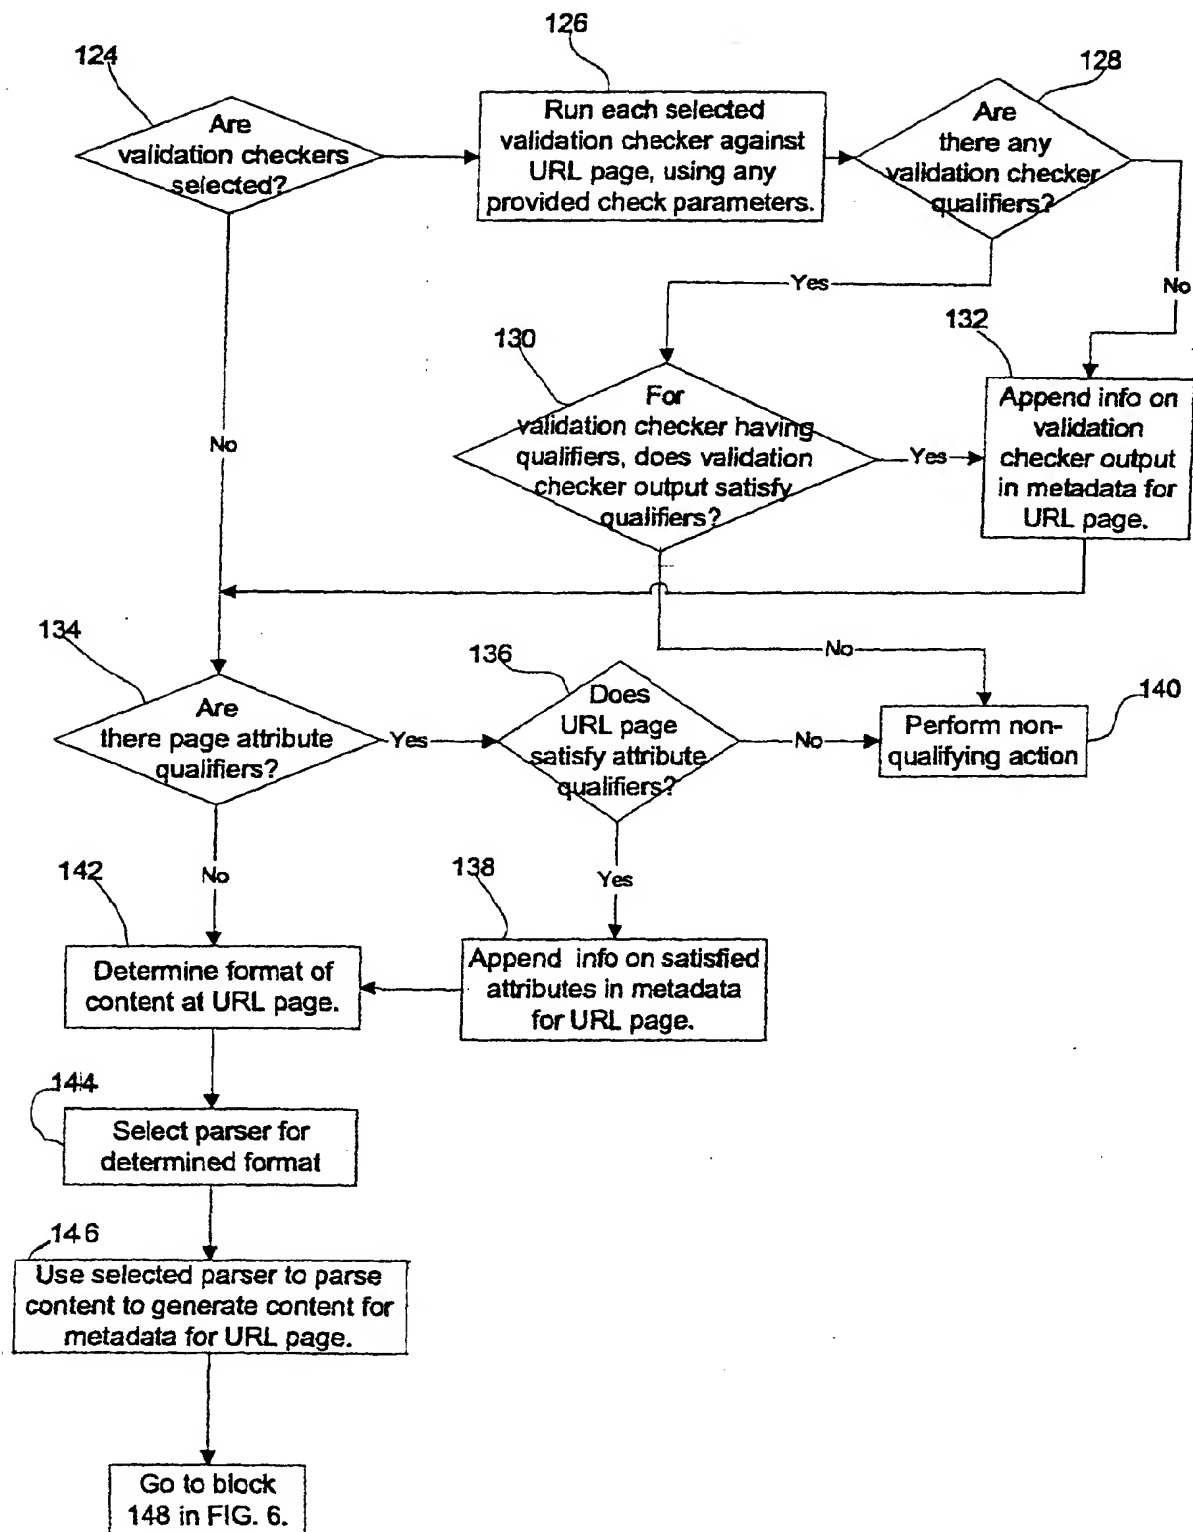 124
126
128
Are
validation checkers
selected?
Run each selected
validation checker against
URL page, using any
provided check parameters.
Are
there any
validation checker
qualifiers?
Yes
No
130
132
For
validation checker having
qualifiers, does validation
checker output satisfy
qualifiers?
Yes
Append info on
validation
checker output
in metadata for
URL page.
No
134
136
No
140
Are
there page attribute
qualifiers?
Yes
Does
URL page
satisfy attribute
qualifiers?
No
Perform non-
qualifying action
142
No
138
Yes
Determine format of
content at URL page.
Append info on satisfied
attributes in metadata
for URL page.
144
Select parser for
determined format
146
Use selected parser to parse
content to generate content for
metadata for URL page.
Go to block
148 in FIG. 6.